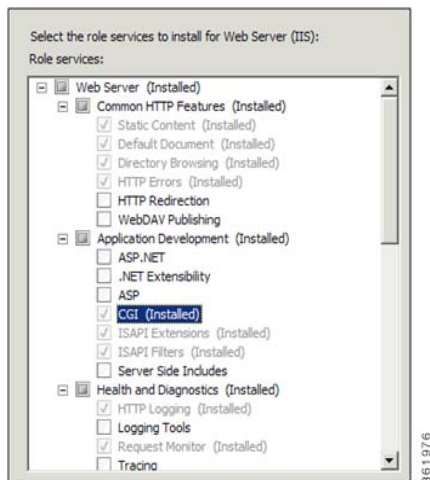 Select the role services to install for Web Server (IIS):
Role services:
Web Server (Installed)
Common HTTP Features (Installed)
Static Content (Installed)
Default Document (Installed)
Directory Browsing (Installed)
HTTP Errors (Installed)
HTTP Redirection
WebDAV Publishing
Application Development (Installed)
ASP.NET
.NET Extensibility
ASP
CGI (Installed)
ISAPI Extensions (Installed)
ISAPI Filters (Installed)
Server Side Includes
Health and Diagnostics (Installed)
HTTP Logging (Installed)
Logging Tools
Request Monitor (Installed)
Tracing
361976